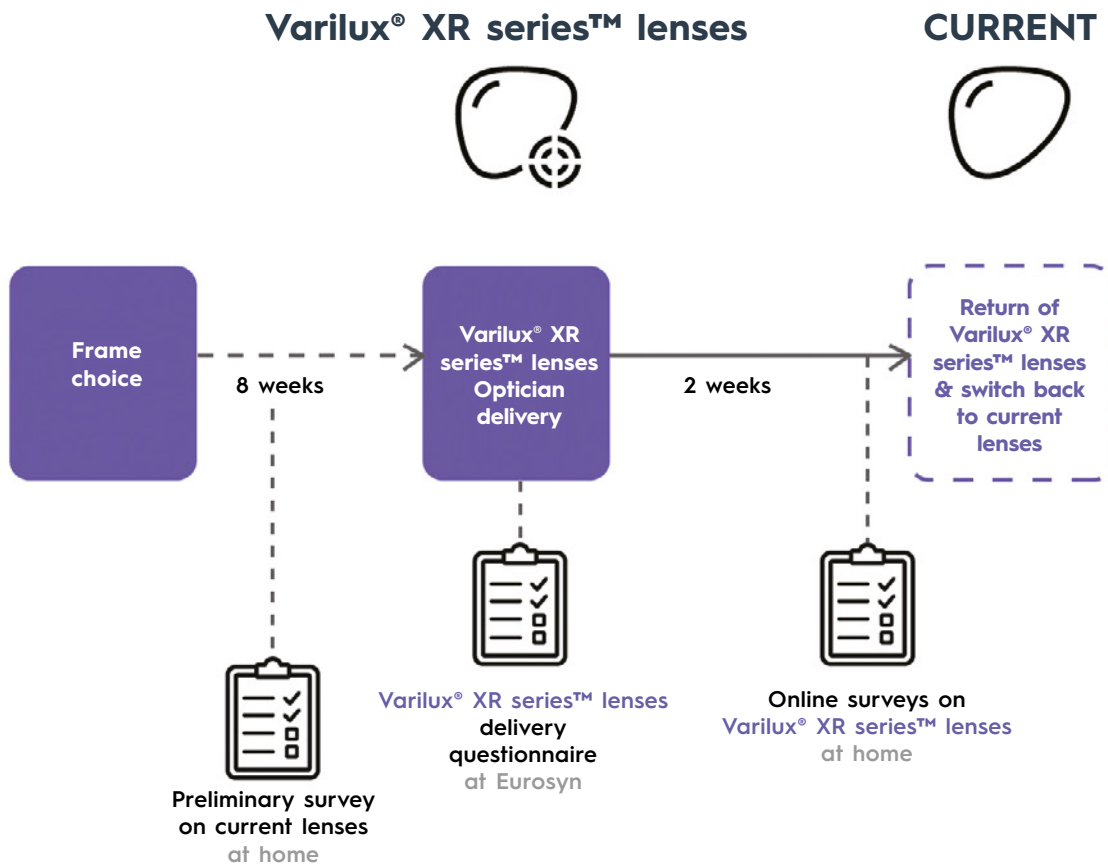 Varilux® XR series™ lenses
CURRENT
Frame
choice
8 weeks
Varilux® XR
series™ lenses
Optician
delivery
2 weeks
Return of
Varilux® XR
series™ lenses
& switch back
to current
lenses
Preliminary survey
on current lenses
at home
Varilux® XR series™ lenses
delivery
questionnaire
at Eurosyn
Online surveys on
Varilux® XR series™ lenses
at home